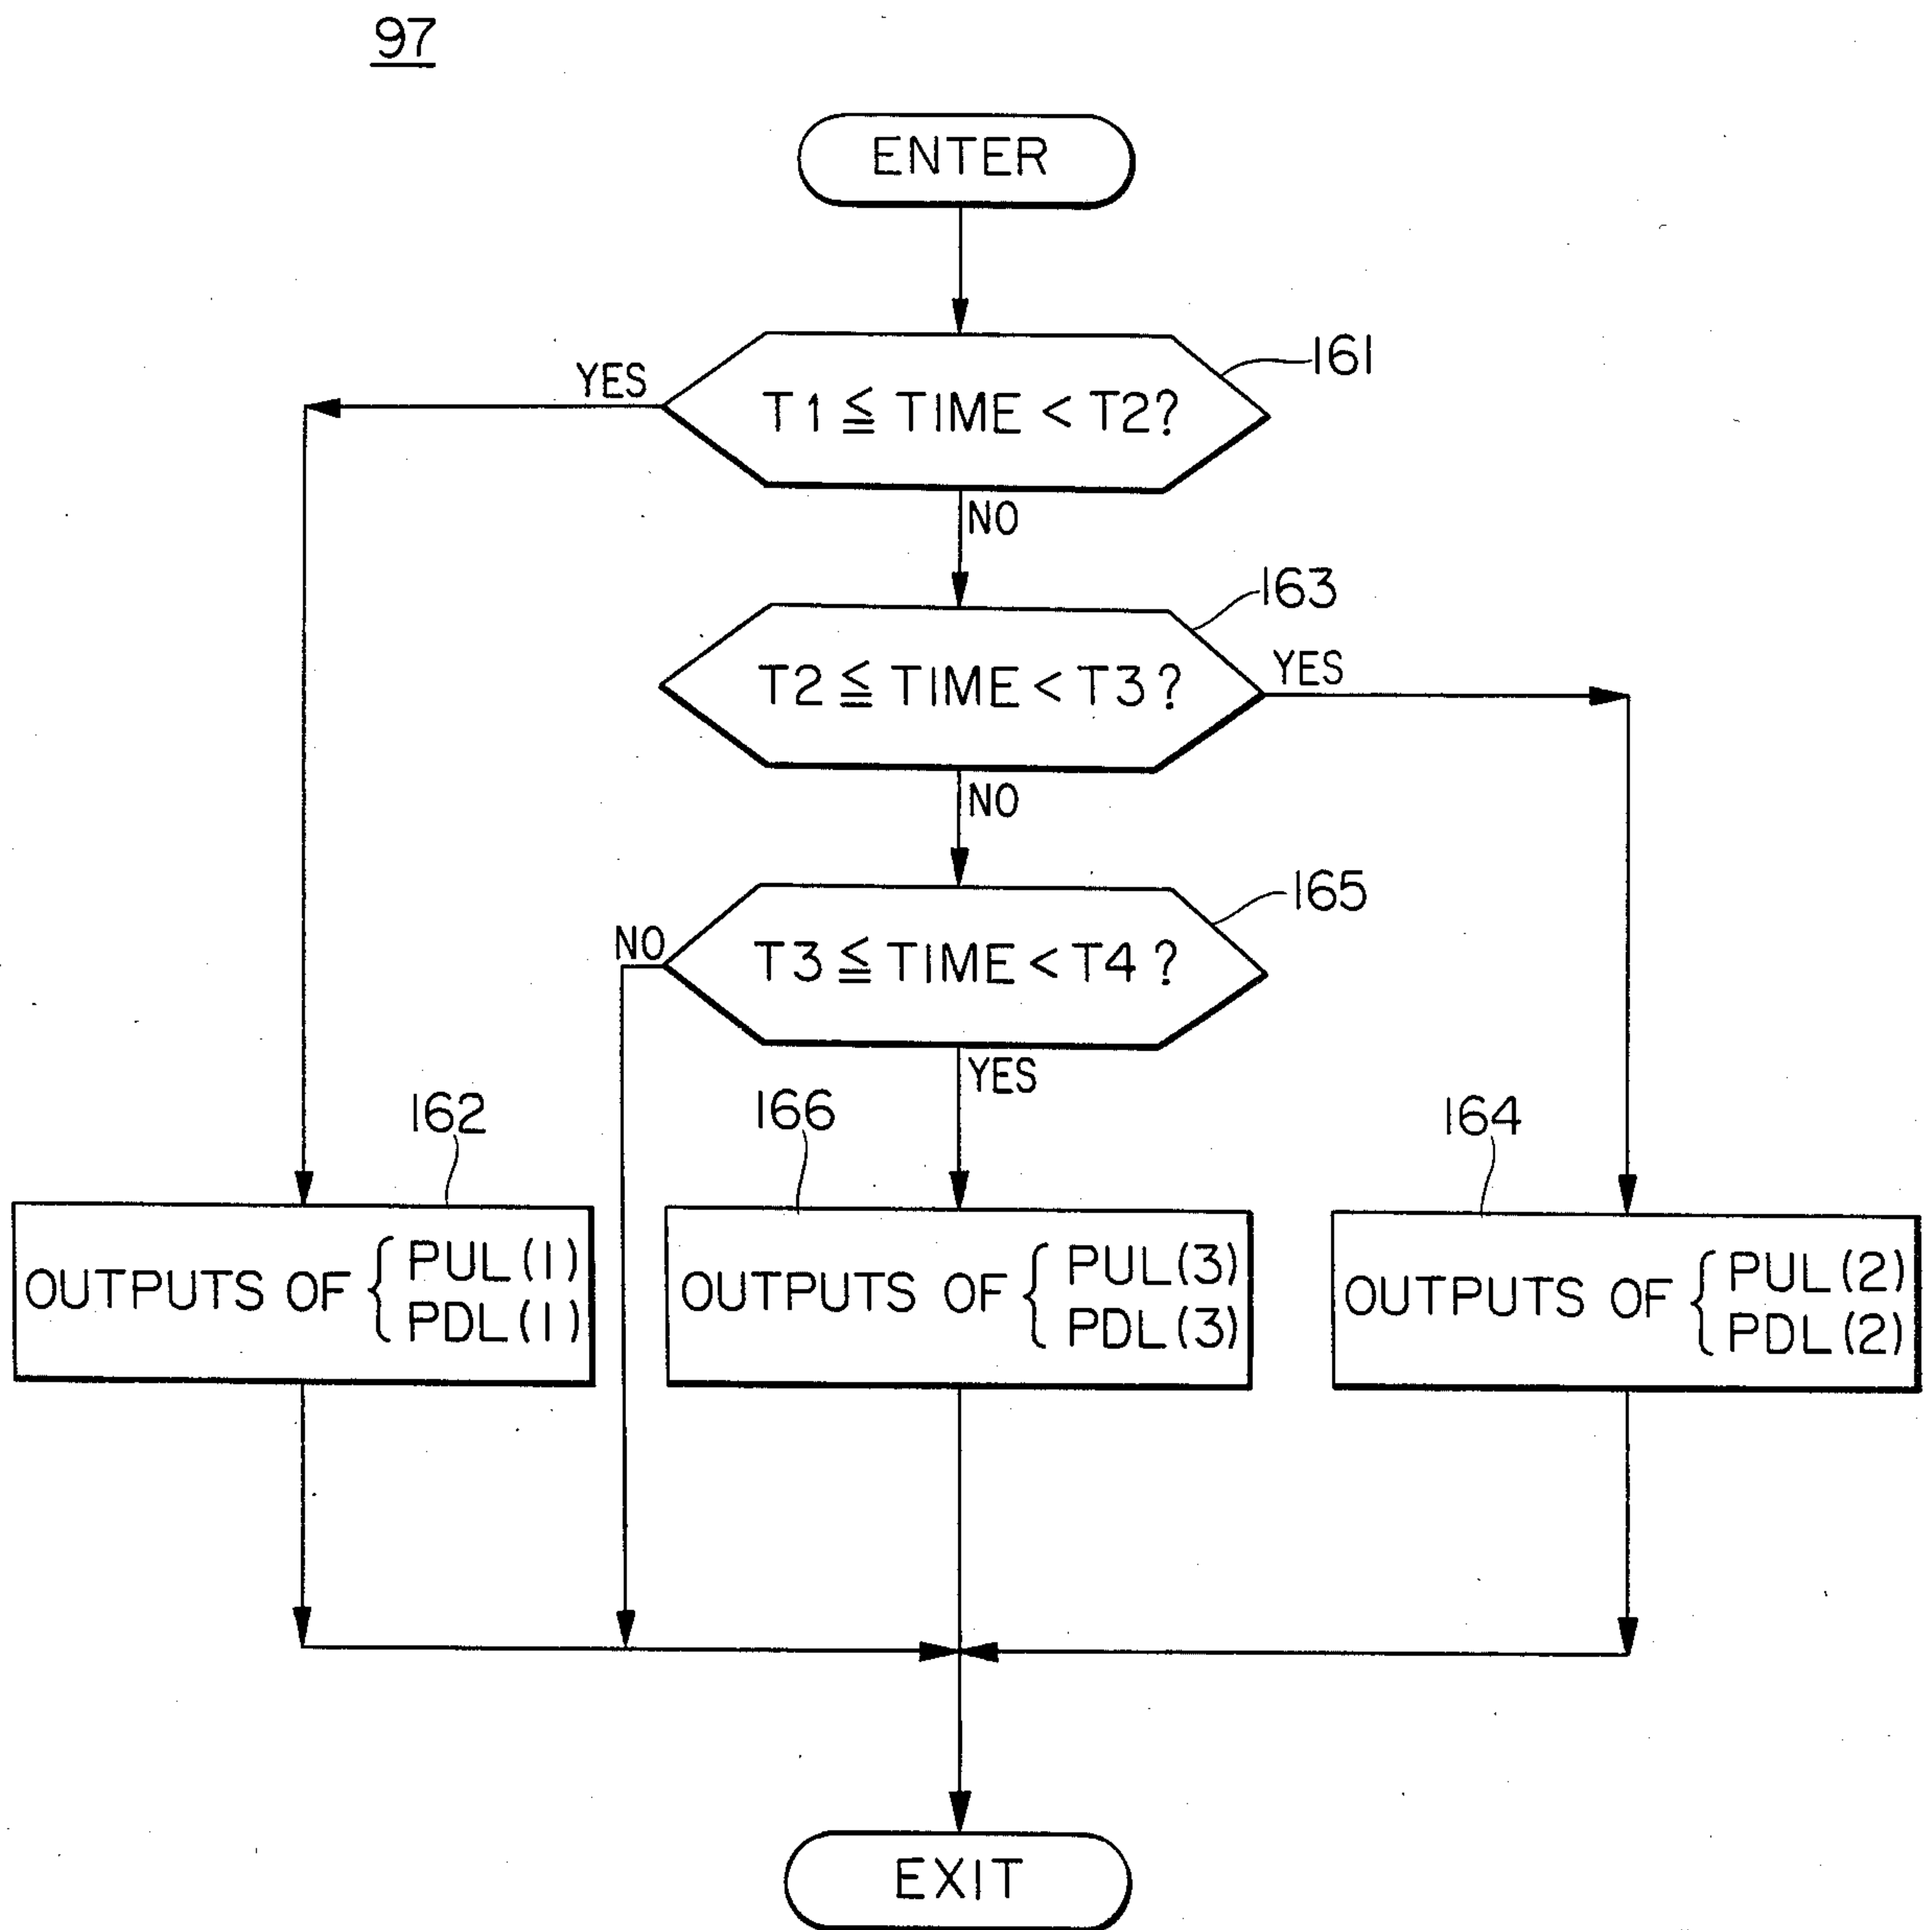 97
ENTER
161
YES
T1 ≦ TIME < T2?
NO
163
T2 ≦ TIME < T3?
YES
NO
165
NO
T3 ≦ TIME < T4?
YES
162
166
164
OUTPUTS OF { PUL(1)
PDL(1)
OUTPUTS OF { PUL(3)
PDL(3)
OUTPUTS OF { PUL(2)
PDL(2)
EXIT